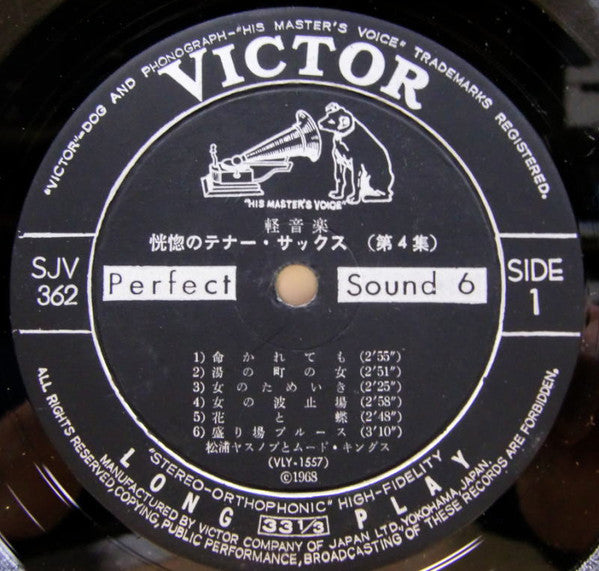 "VICTOR"-DOG AND PHONOGRAPH-"HIS MASTER'S VOICE" TRADEMARKS REGISTERED.
VICTOR
"HIS MASTER'S VOICE"
軽音楽
恍惚のテナー・サックス (第4集)
SJV
362
Perfect
Sound 6
SIDE
1
1) 命かれても (2'55")
2) 湯の町の女 (2'51")
3) 女のためいき (2'25")
4) 女の波止場 (2'58")
5) 花と蝶 (2'48")
6) 盛り場ブルース (3'10")
松浦ヤスノブとムード・キングス
(VLY-1557)
©1968
"STEREO-ORTHOPHONIC" HIGH-FIDELITY
LONG 33 1/3 PLAY
MANUFACTURED BY VICTOR COMPANY OF JAPAN LTD., YOKOHAMA, JAPAN.
ALL RIGHTS RESERVED, COPYING, PUBLIC PERFORMANCE, BROADCASTING OF THESE RECORDS ARE FORBIDDEN.